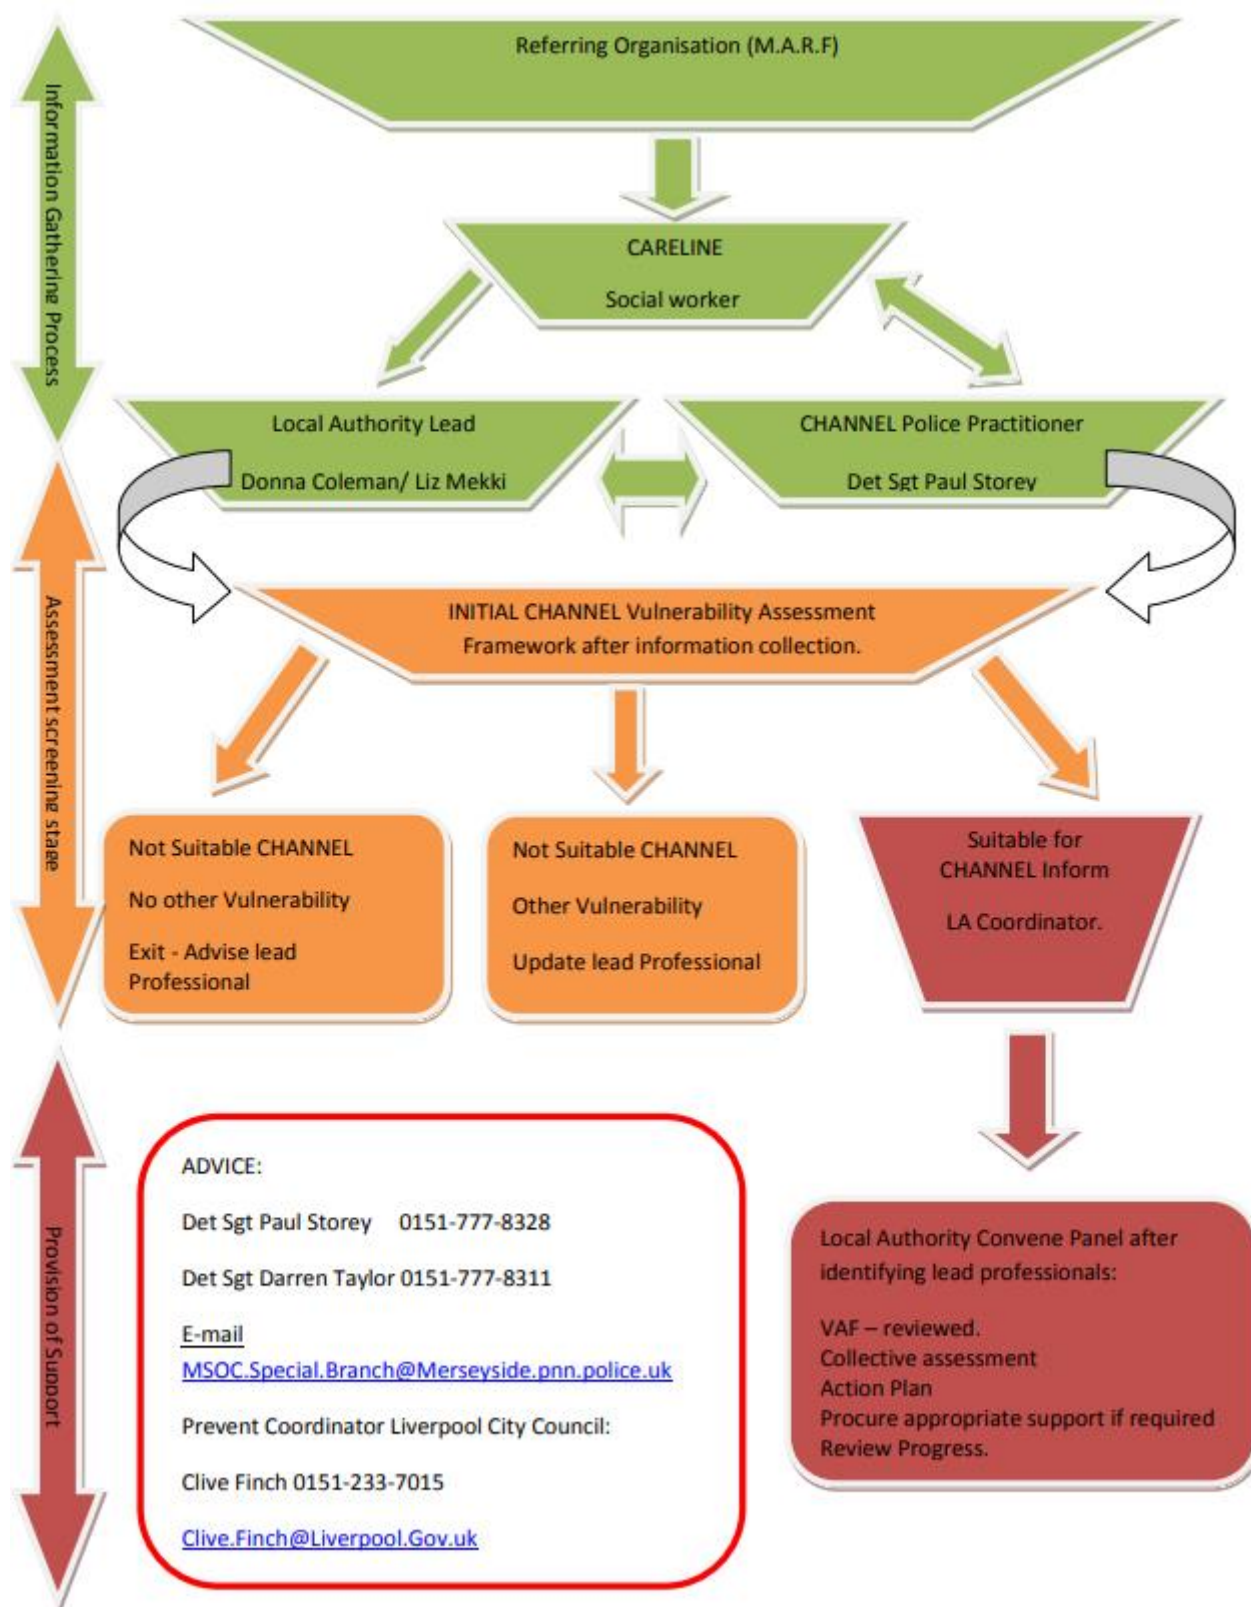 Referring Organisation (M.A.R.F)
Information Gathering Process
CARELINE
Social worker
Local Authority Lead
Donna Coleman/ Liz Mekki
CHANNEL Police Practitioner
Det Sgt Paul Storey
Assessment screening stage
INITIAL CHANNEL Vulnerability Assessment
Framework after information collection.
Not Suitable CHANNEL
No other Vulnerability
Exit - Advise lead
Professional
Not Suitable CHANNEL
Other Vulnerability
Update lead Professional
Suitable for
CHANNEL Inform
LA Coordinator.
Provision of Support
ADVICE:
Det Sgt Paul Storey 0151-777-8328
Det Sgt Darren Taylor 0151-777-8311
E-mail
MSOC.Special.Branch@Merseyside.pnn.police.uk
Prevent Coordinator Liverpool City Council:
Clive Finch 0151-233-7015
Clive.Finch@Liverpool.Gov.uk
Local Authority Convene Panel after
identifying lead professionals:
VAF – reviewed.
Collective assessment
Action Plan
Procure appropriate support if required
Review Progress.